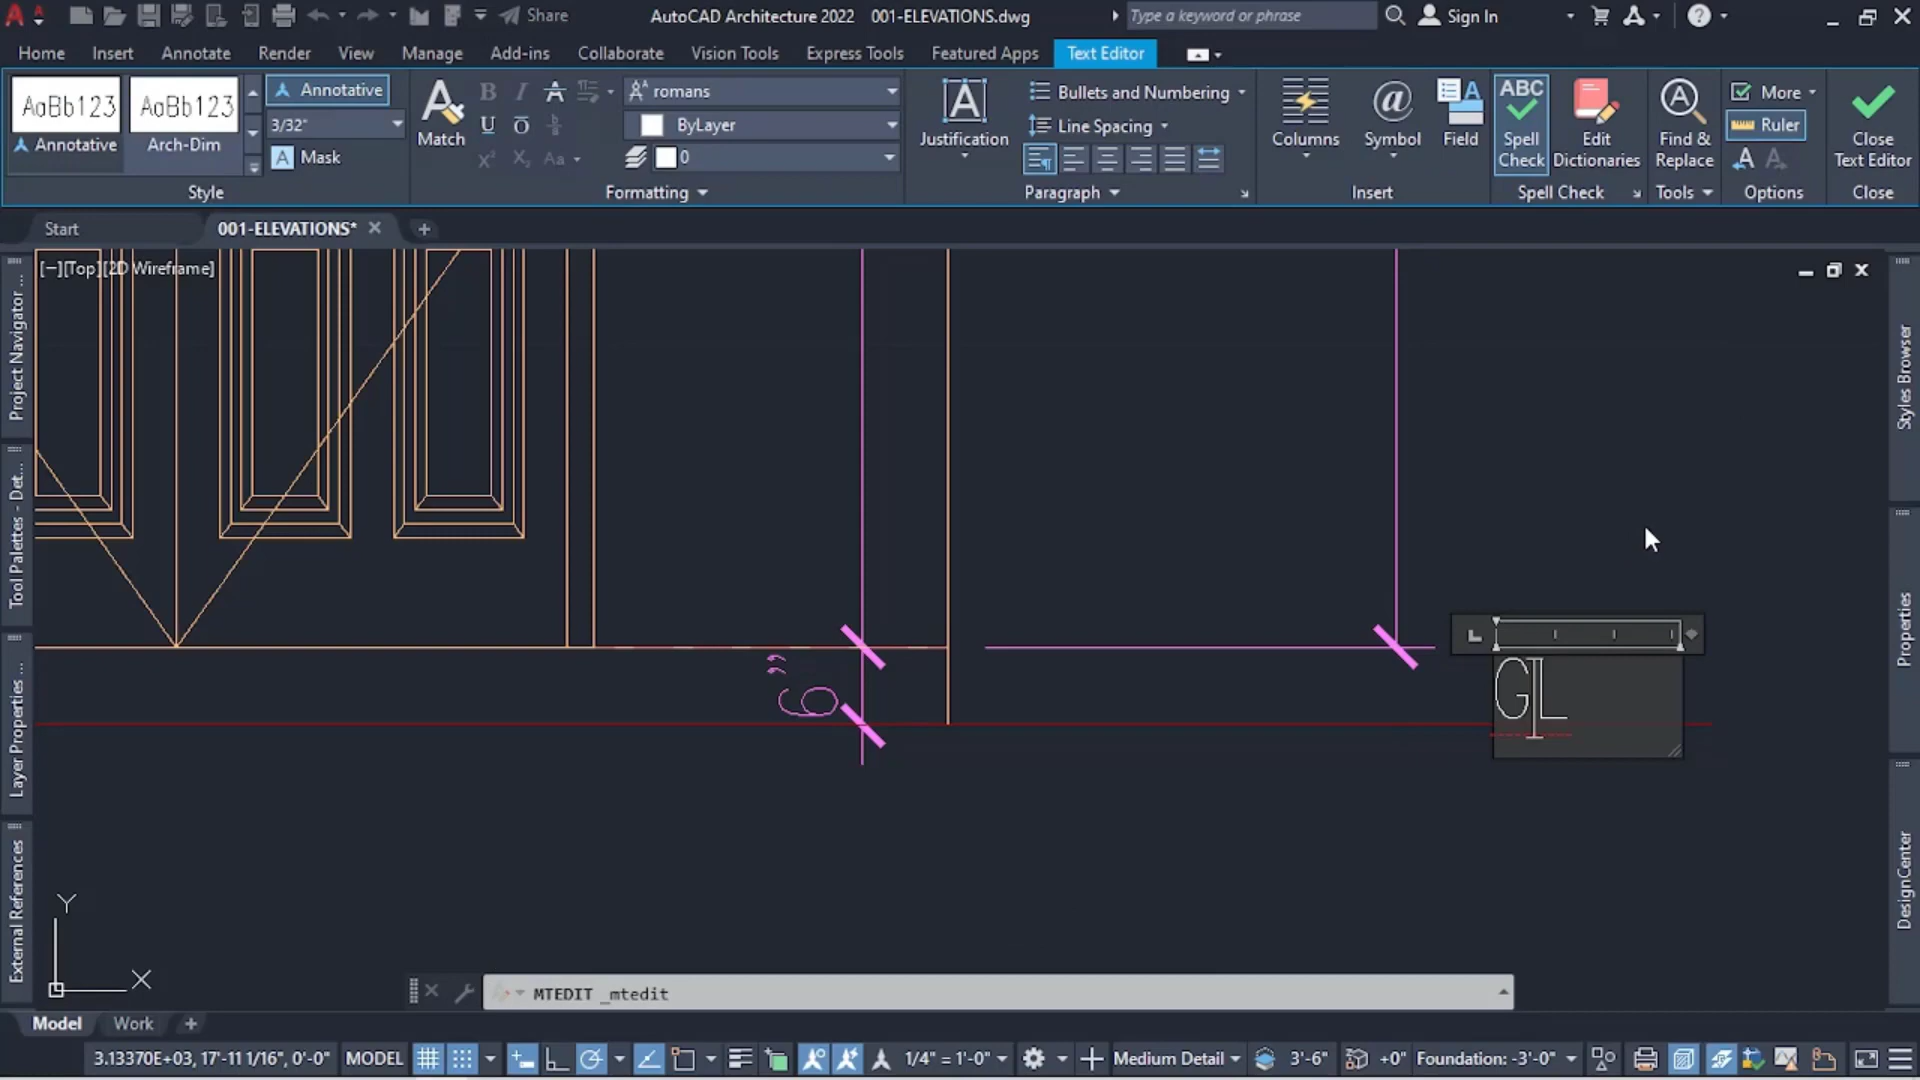 Share
AutoCAD Architecture 2022 001-ELEVATIONS.dwg
Type a keyword or phrase
Sign In
Home Insert Annotate Render View Manage Add-ins Collaborate Vision Tools Express Tools Featured Apps Text Editor
AaBb123 AaBb123 Annotative
Annotative Arch-Dim
3/32"
Mask
Style
Match
romans
ByLayer
0
Formatting
Justification
Bullets and Numbering
Line Spacing
Paragraph
Columns Symbol Field
Insert
ABC
Spell Check
Edit Dictionaries
Spell Check
Find & Replace
Tools
More
Ruler
Options
Close Text Editor
Close
Start 001-ELEVATIONS*
[−][Top][2D Wireframe]
Project Navigator ...
Tool Palettes - Det...
Layer Properties ...
External References
Styles Browser
Properties
DesignCenter
6"
GL
Y
X
MTEDIT _mtedit
Model Work +
3.13370E+03, 17'-11 1/16", 0'-0" MODEL 1/4" = 1'-0" Medium Detail 3'-6" +0" Foundation: -3'-0"